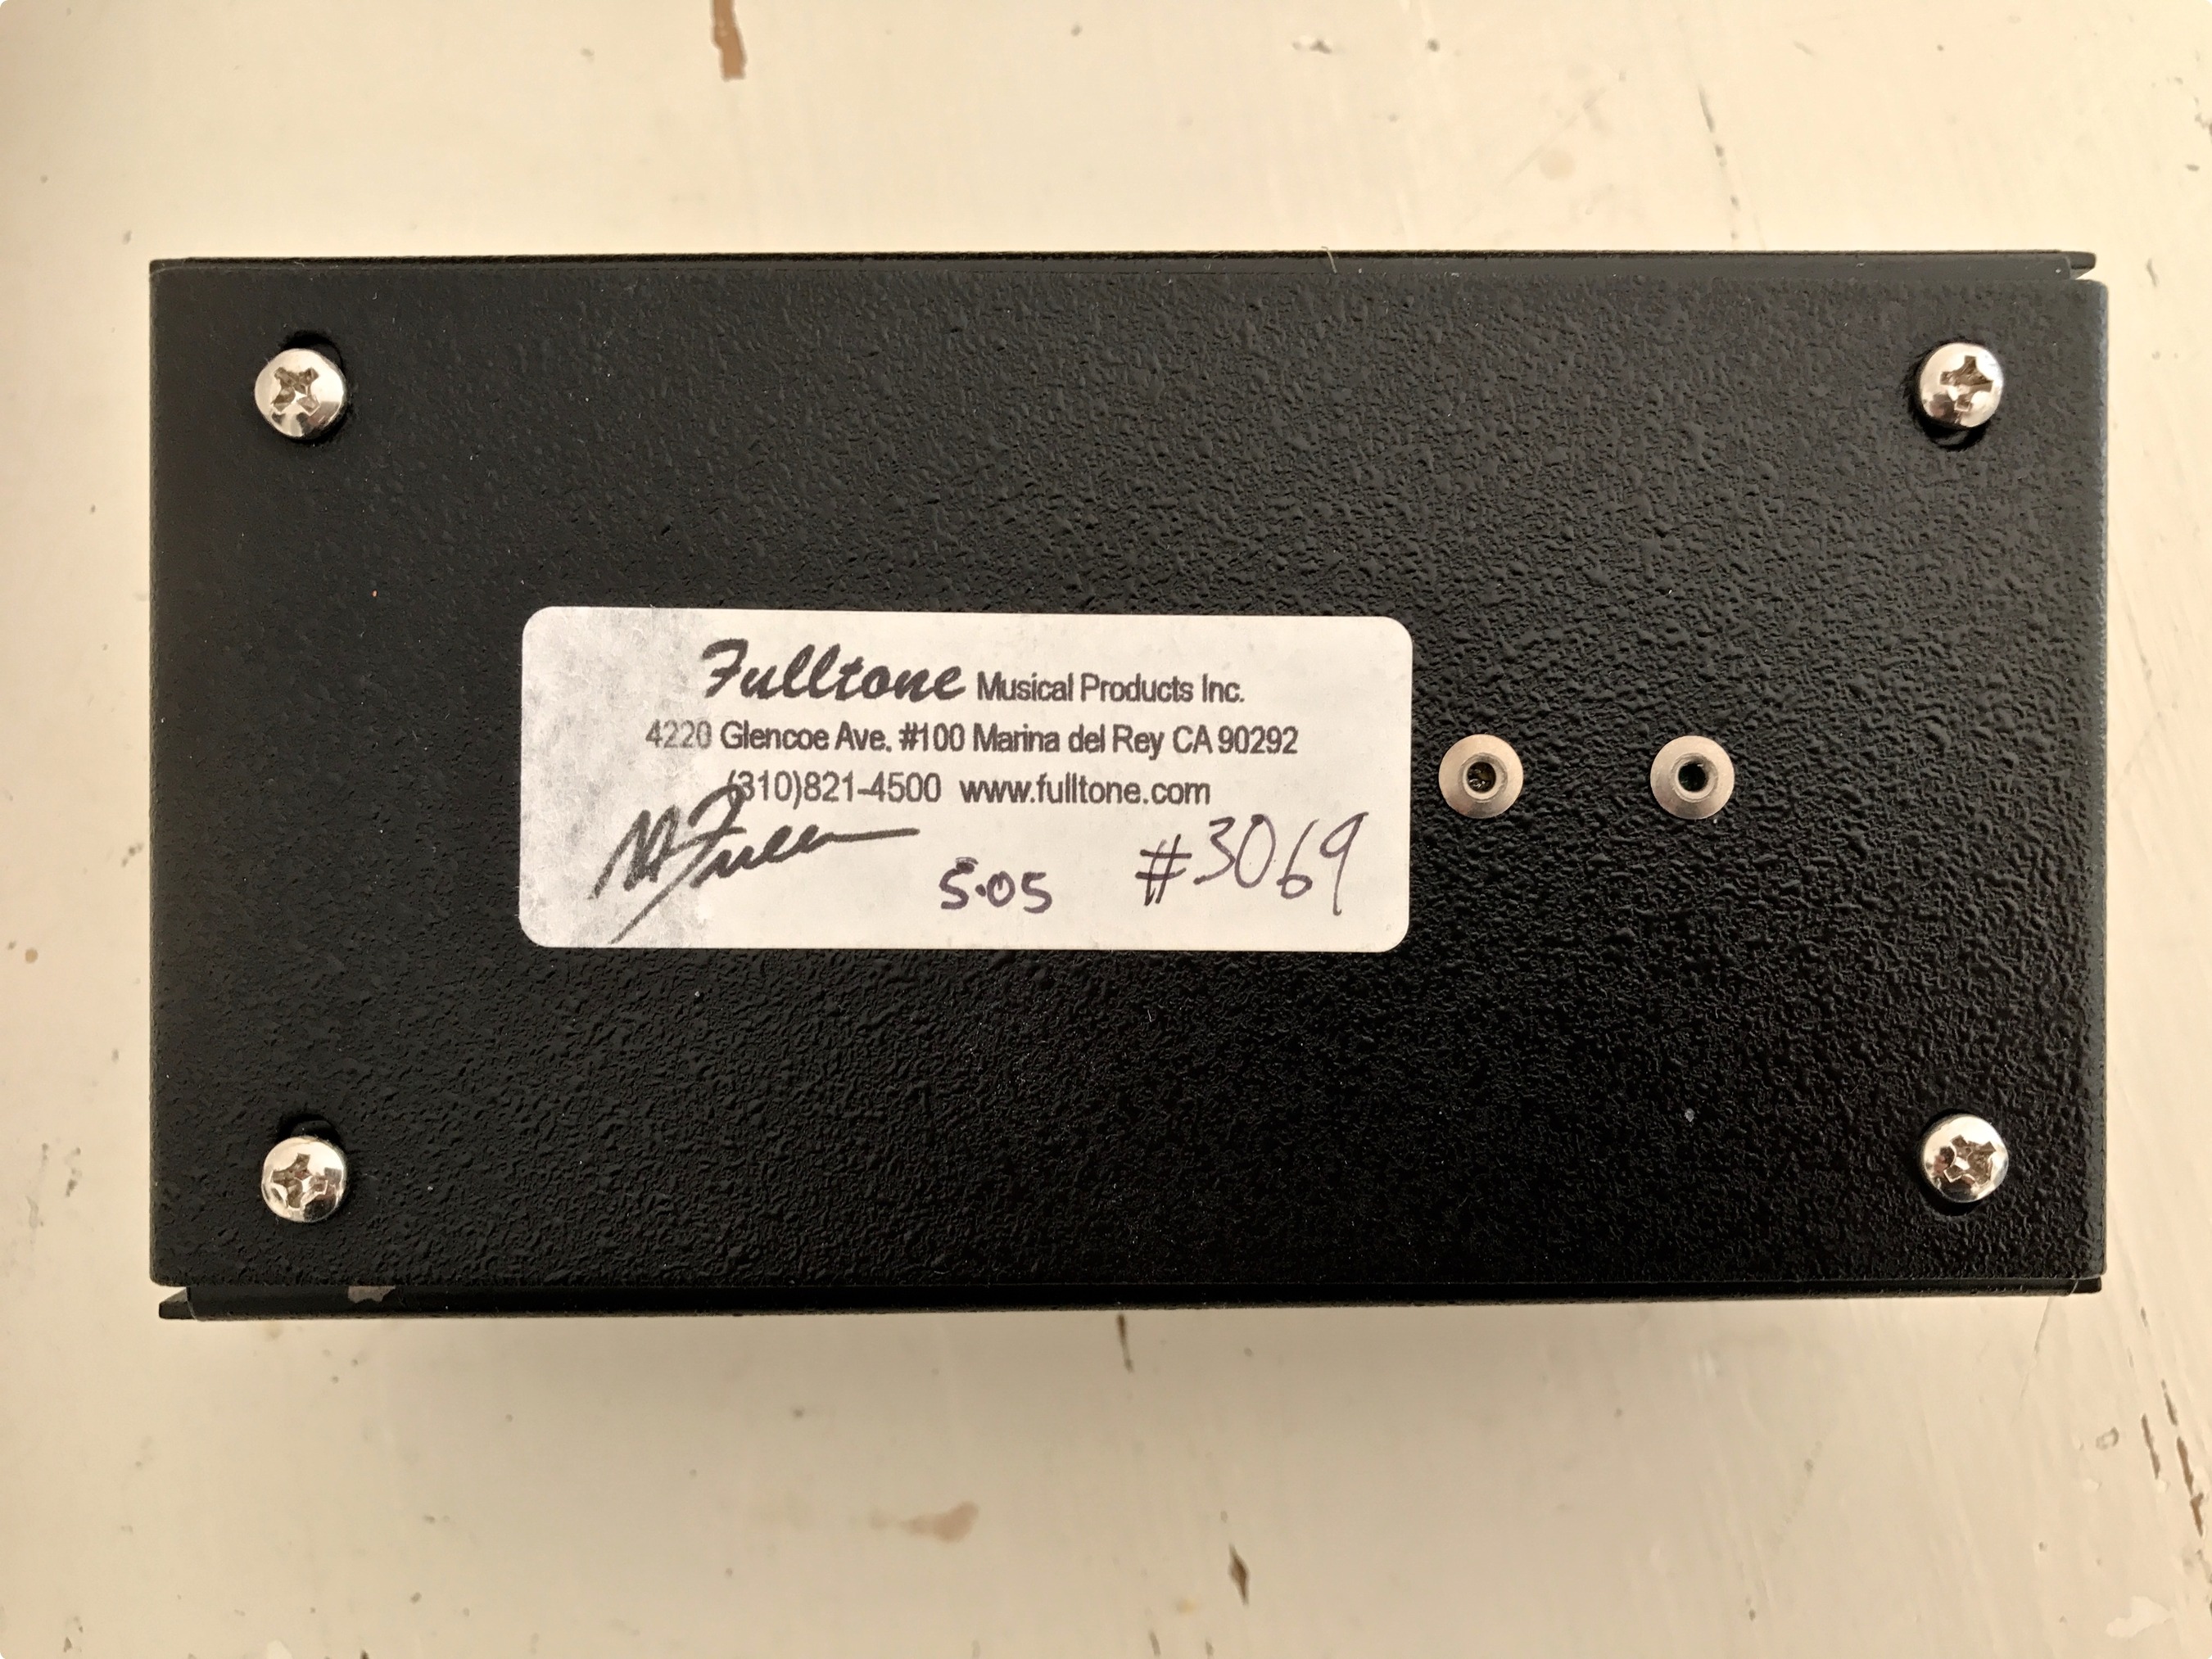 Fulltone Musical Products Inc.
4220 Glencoe Ave. #100 Marina del Rey CA 90292
(310)821-4500 www.fulltone.com
M Fuller
5.05 #3069